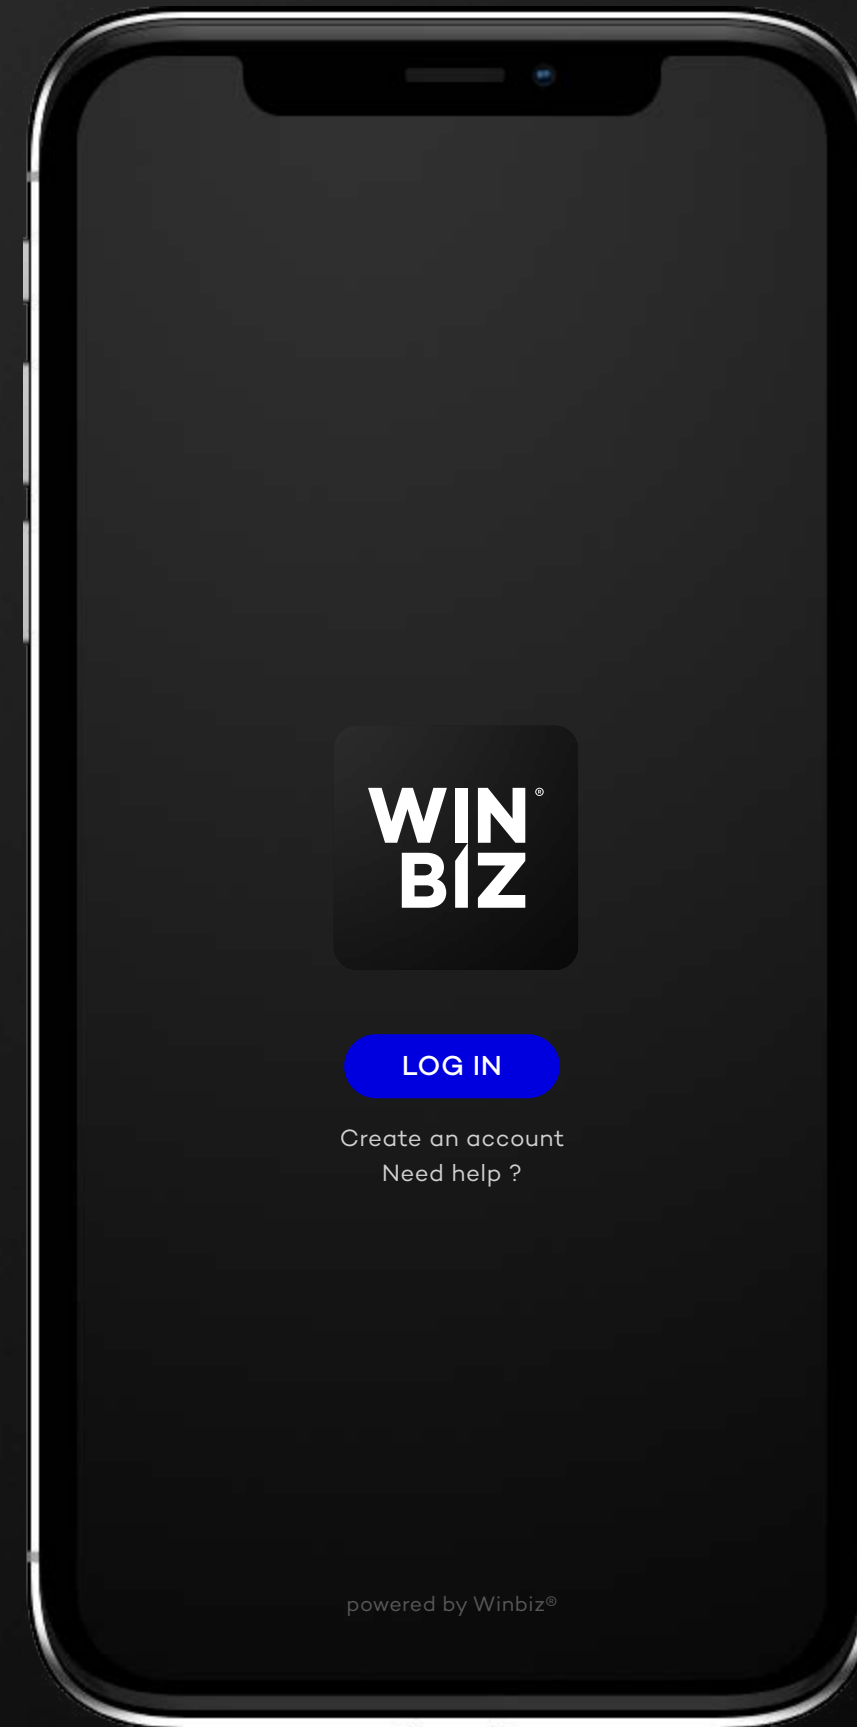 WIN®
BIZ
LOG IN
Create an account
Need help ?
powered by Winbiz®